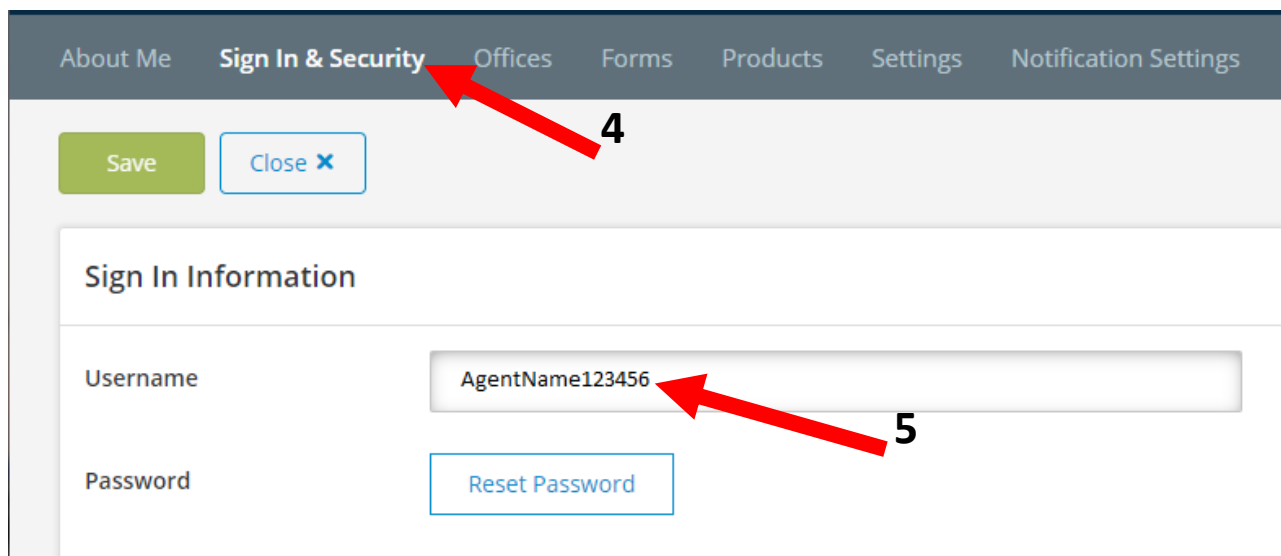 About Me Sign In & Security Offices Forms Products Settings Notification Settings
4
Save Close ✕
Sign In Information
Username AgentName123456
5
Password Reset Password